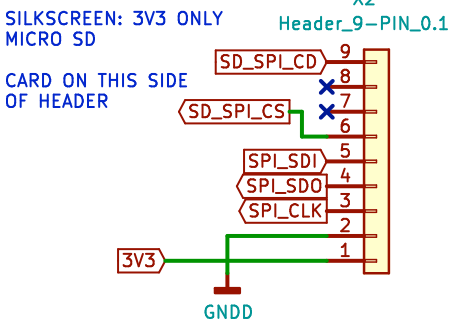 X2
SILKSCREEN: 3V3 ONLY
MICRO SD
Header_9-PIN_0.1
CARD ON THIS SIDE
OF HEADER
SD_SPI_CD 9
8
7
SD_SPI_CS
6
SPI_SDI 5
SPI_SDO 4
SPI_CLK 3
2
3V3 1
GNDD